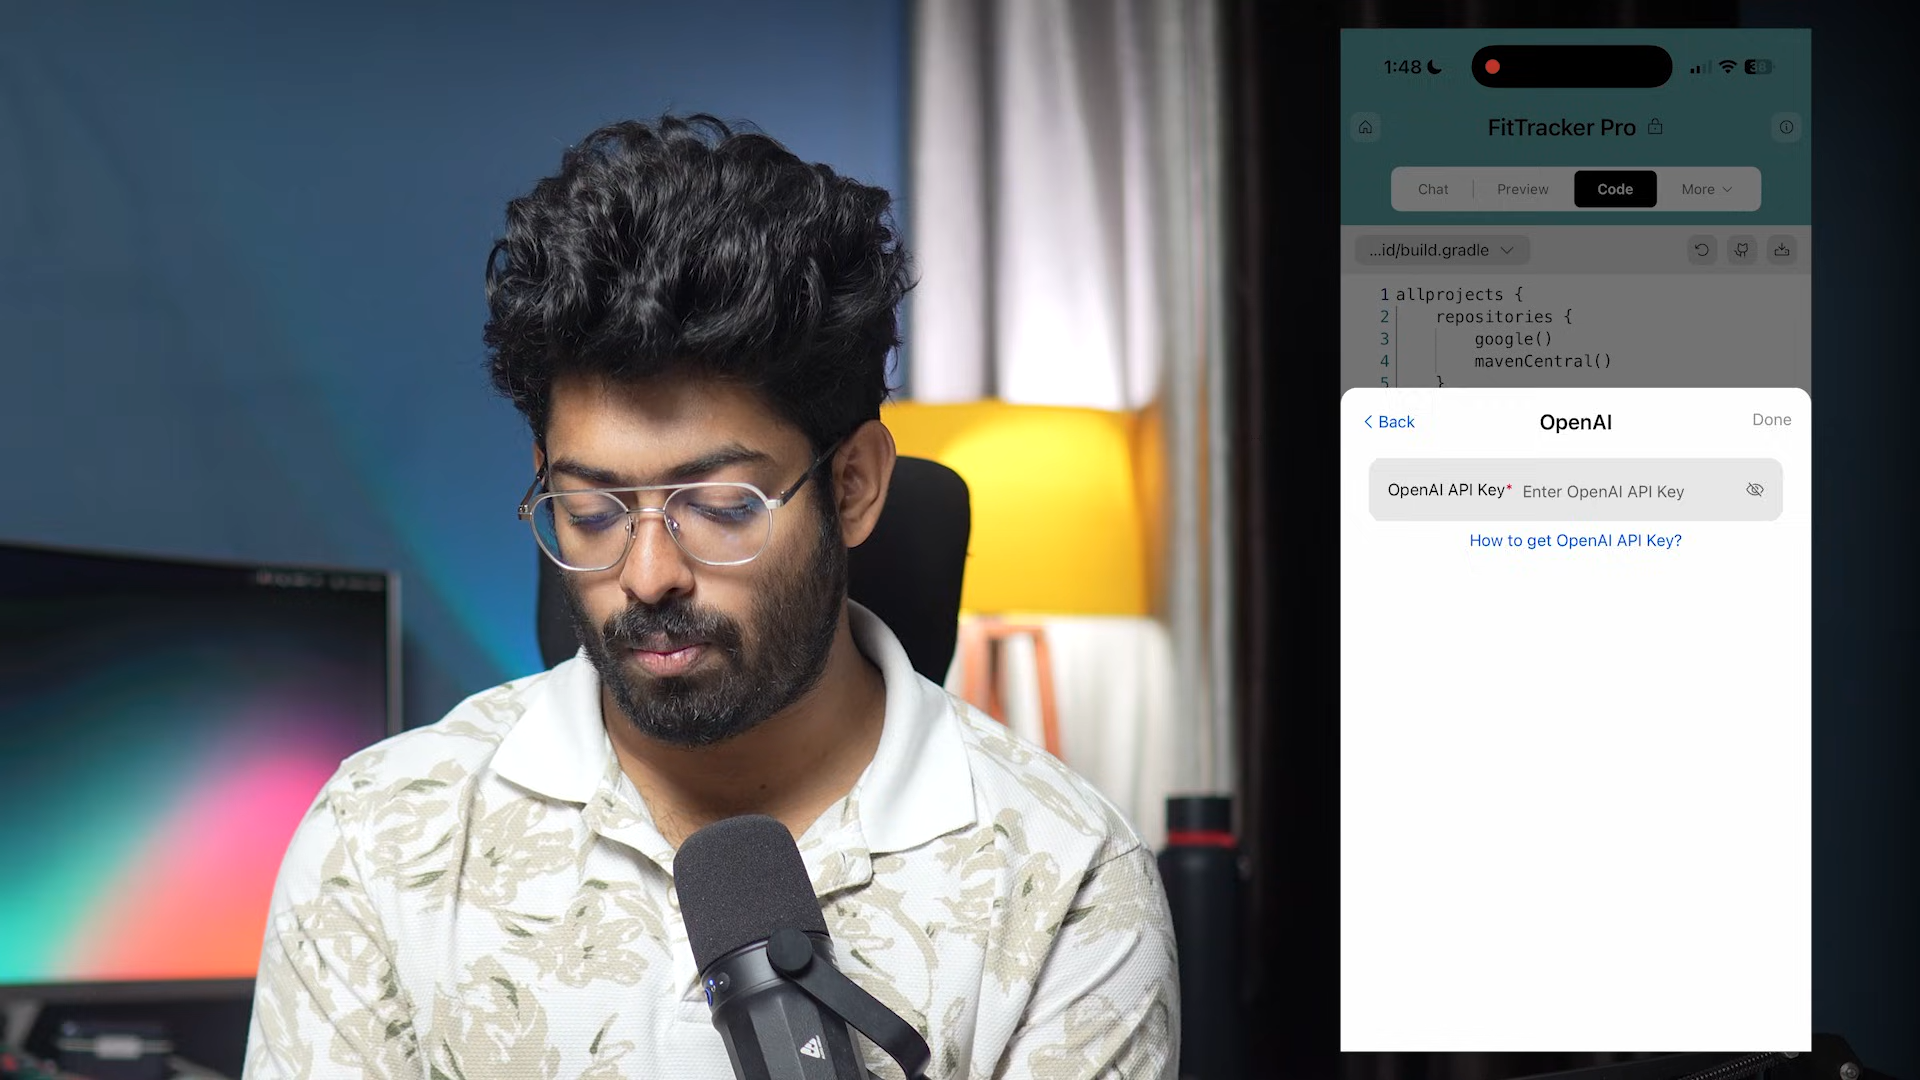 1:48
38
FitTracker Pro
Chat
Preview
Code
More
...id/build.gradle
1 allprojects {
2 repositories {
3 google()
4 mavenCentral()
5 }
Back
OpenAI
Done
OpenAI API Key* Enter OpenAI API Key
How to get OpenAI API Key?